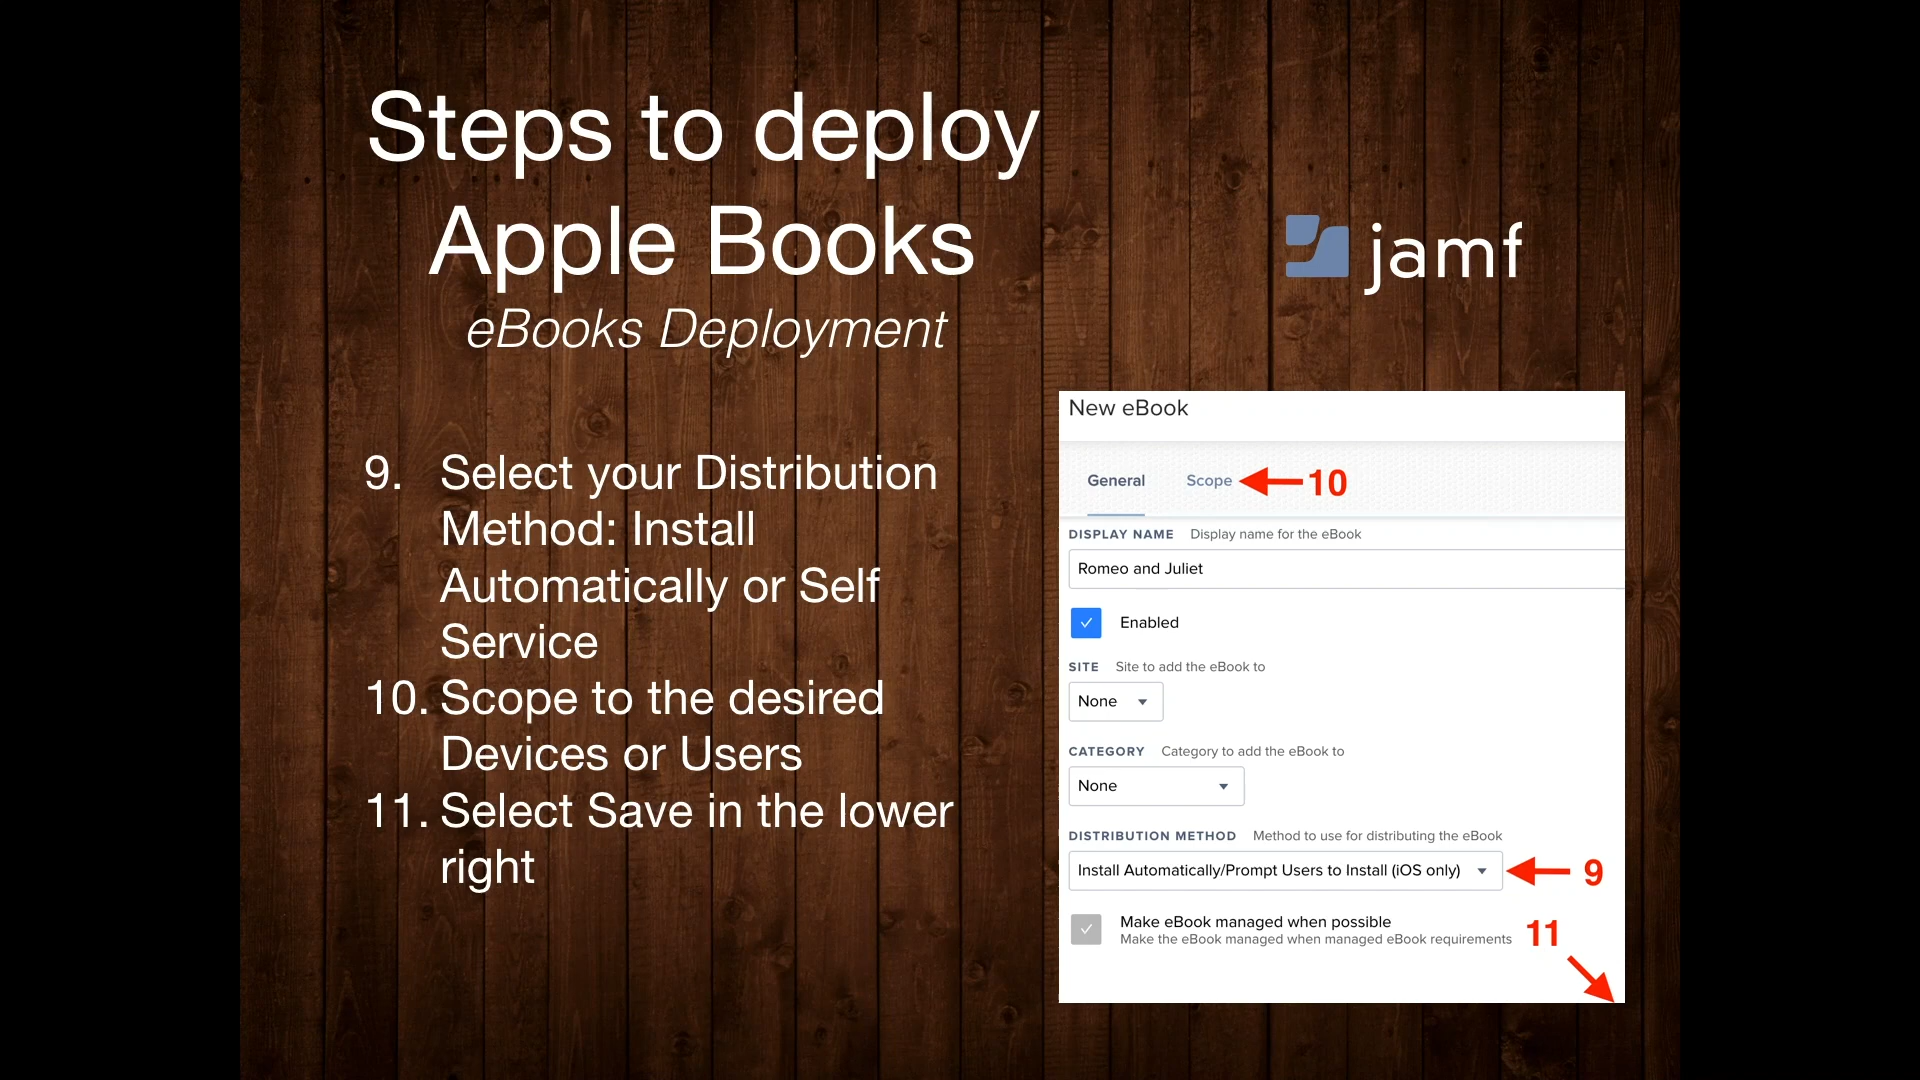 Steps to deploy
Apple Books
eBooks Deployment
jamf
9. Select your Distribution
Method: Install
Automatically or Self
Service
10. Scope to the desired
Devices or Users
11. Select Save in the lower
right
New eBook
General Scope 10
DISPLAY NAME Display name for the eBook
Romeo and Juliet
Enabled
SITE Site to add the eBook to
None
CATEGORY Category to add the eBook to
None
DISTRIBUTION METHOD Method to use for distributing the eBook
Install Automatically/Prompt Users to Install (iOS only) 9
Make eBook managed when possible
Make the eBook managed when managed eBook requirements
11